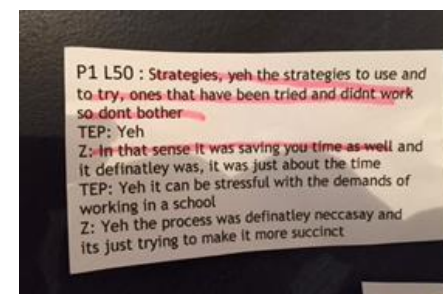 P1 L50 : Strategies, yeh the strategies to use and
to try, ones that have been tried and didnt work
so dont bother
TEP: Yeh
Z: In that sense it was saving you time as well and
it definatley was, it was just about the time
TEP: Yeh it can be stressful with the demands of
working in a school
Z: Yeh the process was definatley neccasay and
its just trying to make it more succinct